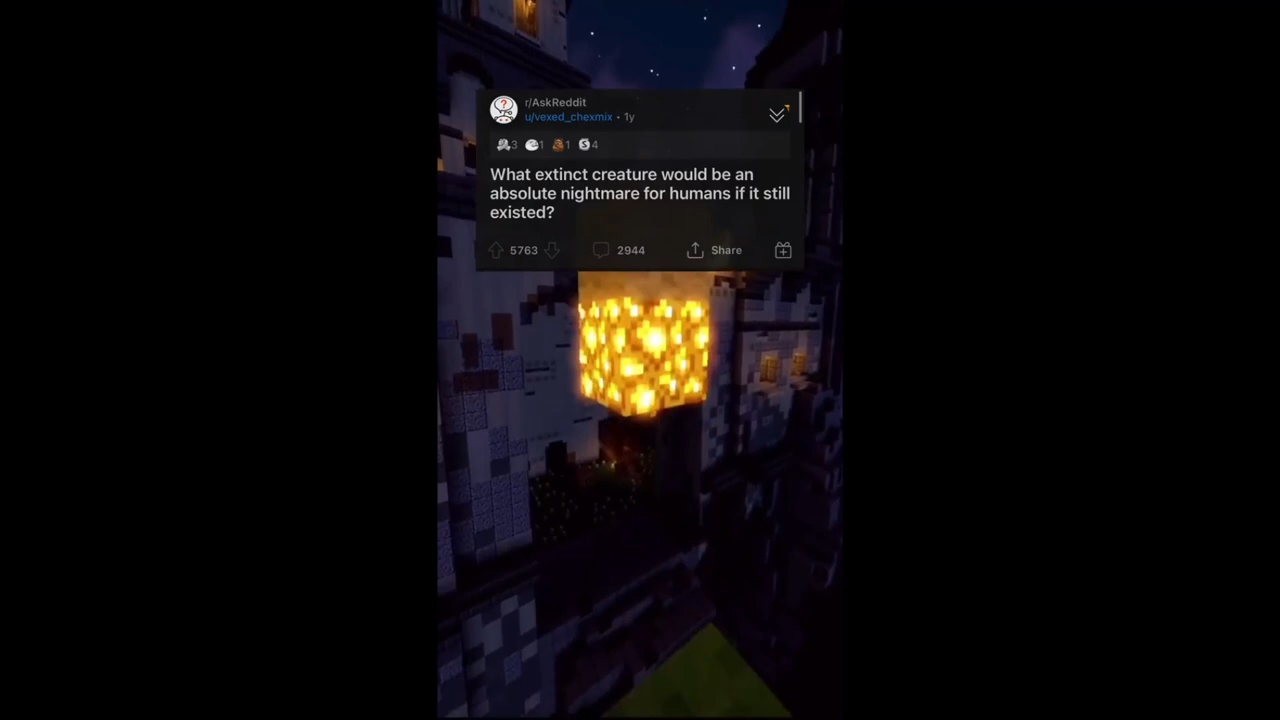 r/AskReddit
u/vexed_chexmix • 1y
3 1 1 S 4
What extinct creature would be an
absolute nightmare for humans if it still
existed?
5763 2944 Share